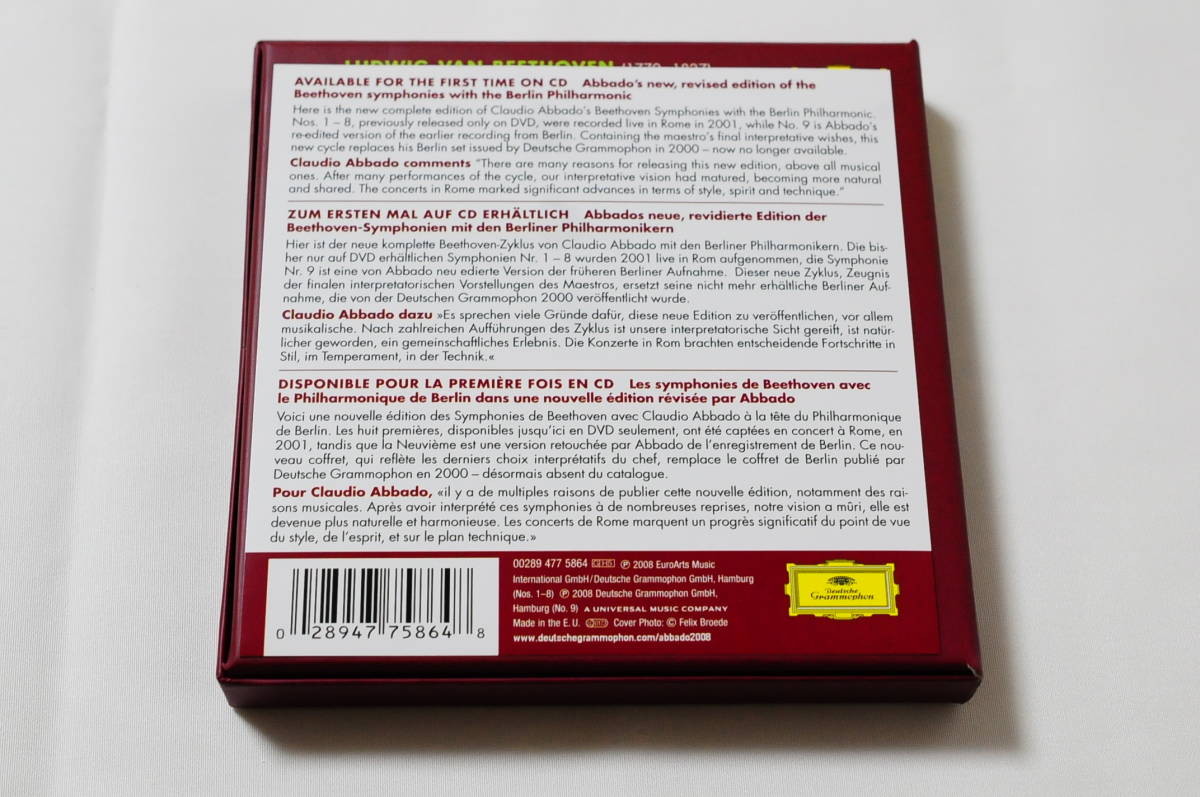 LUDWIG VAN BEETHOVEN (1770–1827)
AVAILABLE FOR THE FIRST TIME ON CD Abbado's new, revised edition of the
Beethoven symphonies with the Berlin Philharmonic
Here is the new complete edition of Claudio Abbado's Beethoven Symphonies with the Berlin Philharmonic.
Nos. 1 – 8, previously released only on DVD, were recorded live in Rome in 2001, while No. 9 is Abbado's
re-edited version of the earlier recording from Berlin. Containing the maestro's final interpretative wishes, this
new cycle replaces his Berlin set issued by Deutsche Grammophon in 2000 – now no longer available.
Claudio Abbado comments "There are many reasons for releasing this new edition, above all musical
ones. After many performances of the cycle, our interpretative vision had matured, becoming more natural
and shared. The concerts in Rome marked significant advances in terms of style, spirit and technique."
ZUM ERSTEN MAL AUF CD ERHÄLTLICH Abbados neue, revidierte Edition der
Beethoven-Symphonien mit den Berliner Philharmonikern
Hier ist der neue komplette Beethoven-Zyklus von Claudio Abbado mit den Berliner Philharmonikern. Die bis-
her nur auf DVD erhältlichen Symphonien Nr. 1 – 8 wurden 2001 live in Rom aufgenommen, die Symphonie
Nr. 9 ist eine von Abbado neu edierte Version der früheren Berliner Aufnahme. Dieser neue Zyklus, Zeugnis
der finalen interpretatorischen Vorstellungen des Maestros, ersetzt seine nicht mehr erhältliche Berliner Auf-
nahme, die von der Deutschen Grammophon 2000 veröffentlicht wurde.
Claudio Abbado dazu »Es sprechen viele Gründe dafür, diese neue Edition zu veröffentlichen, vor allem
musikalische. Nach zahlreichen Aufführungen des Zyklus ist unsere interpretatorische Sicht gereift, ist natür-
licher geworden, ein gemeinschaftliches Erlebnis. Die Konzerte in Rom brachten entscheidende Fortschritte in
Stil, im Temperament, in der Technik.«
DISPONIBLE POUR LA PREMIÈRE FOIS EN CD Les symphonies de Beethoven avec
le Philharmonique de Berlin dans une nouvelle édition révisée par Abbado
Voici une nouvelle édition des Symphonies de Beethoven avec Claudio Abbado à la tête du Philharmonique
de Berlin. Les huit premières, disponibles jusqu'ici en DVD seulement, ont été captées en concert à Rome, en
2001, tandis que la Neuvième est une version retouchée par Abbado de l'enregistrement de Berlin. Ce nou-
veau coffret, qui reflète les derniers choix interprétatifs du chef, remplace le coffret de Berlin publié par
Deutsche Grammophon en 2000 – désormais absent du catalogue.
Pour Claudio Abbado, «il y a de multiples raisons de publier cette nouvelle édition, notamment des rai-
sons musicales. Après avoir interprété ces symphonies à de nombreuses reprises, notre vision a mûri, elle est
devenue plus naturelle et harmonieuse. Les concerts de Rome marquent un progrès significatif du point de vue
du style, de l'esprit, et sur le plan technique.»
0 28947 75864 8
00289 477 5864 GH5 ℗ 2008 EuroArts Music
International GmbH/Deutsche Grammophon GmbH, Hamburg
(Nos. 1–8) ℗ 2008 Deutsche Grammophon GmbH,
Hamburg (No. 9) A UNIVERSAL MUSIC COMPANY
Made in the E. U. Cover Photo: © Felix Broede
www.deutschegrammophon.com/abbado2008
Deutsche
Grammophon